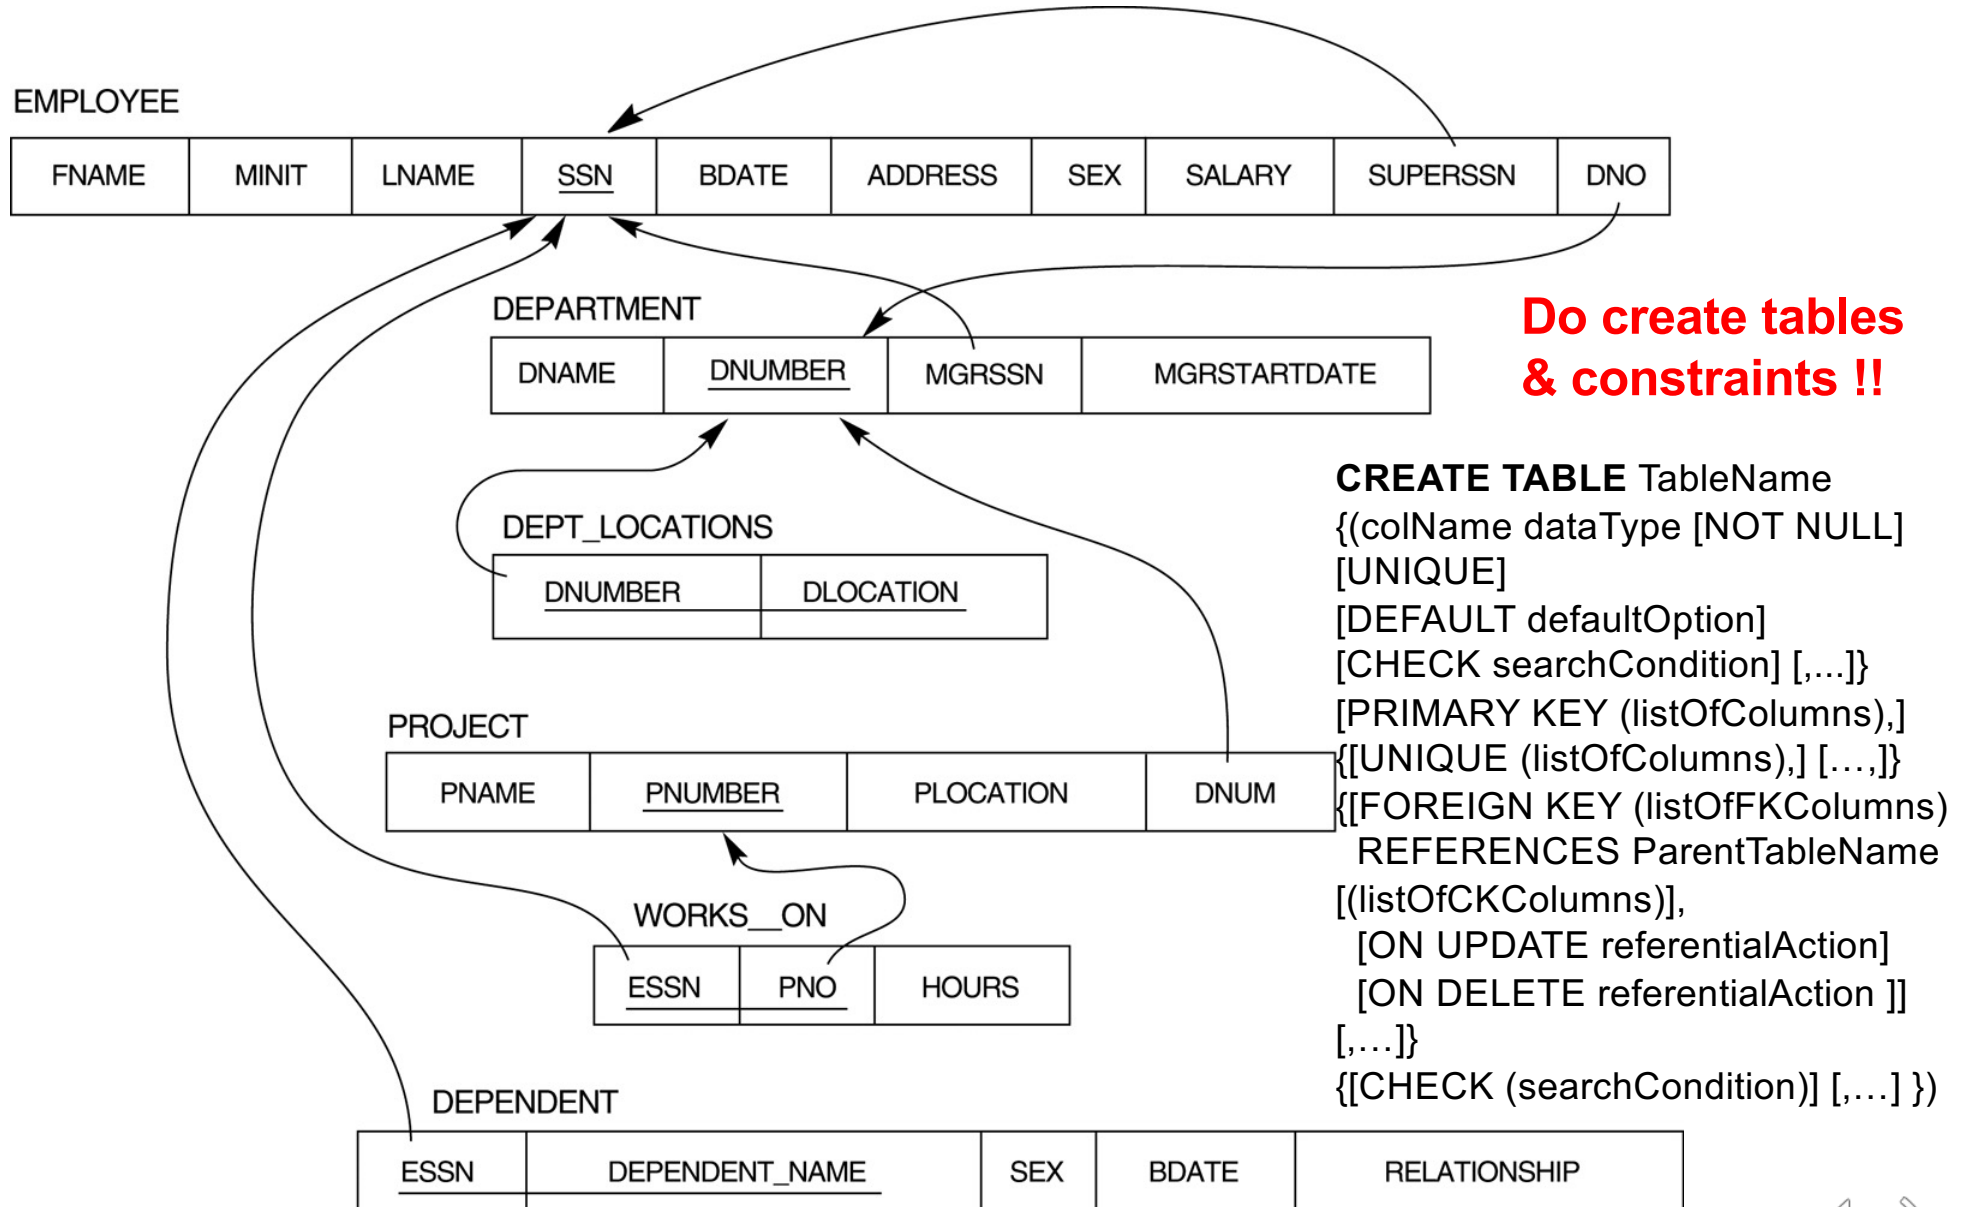 EMPLOYEE
FNAME MINIT LNAME SSN BDATE ADDRESS SEX SALARY SUPERSSN DNO
DEPARTMENT
DNAME DNUMBER MGRSSN MGRSTARTDATE
DEPT_LOCATIONS
DNUMBER DLOCATION
PROJECT
PNAME PNUMBER PLOCATION DNUM
WORKS__ON
ESSN PNO HOURS
DEPENDENT
ESSN DEPENDENT_NAME SEX BDATE RELATIONSHIP
Do create tables
& constraints !!
CREATE TABLE TableName
{(colName dataType [NOT NULL]
[UNIQUE]
[DEFAULT defaultOption]
[CHECK searchCondition] [,...]}
[PRIMARY KEY (listOfColumns),]
{[UNIQUE (listOfColumns),] […,]}
{[FOREIGN KEY (listOfFKColumns)
REFERENCES ParentTableName
[(listOfCKColumns)],
[ON UPDATE referentialAction]
[ON DELETE referentialAction ]]
[,…]}
{[CHECK (searchCondition)] [,…] })